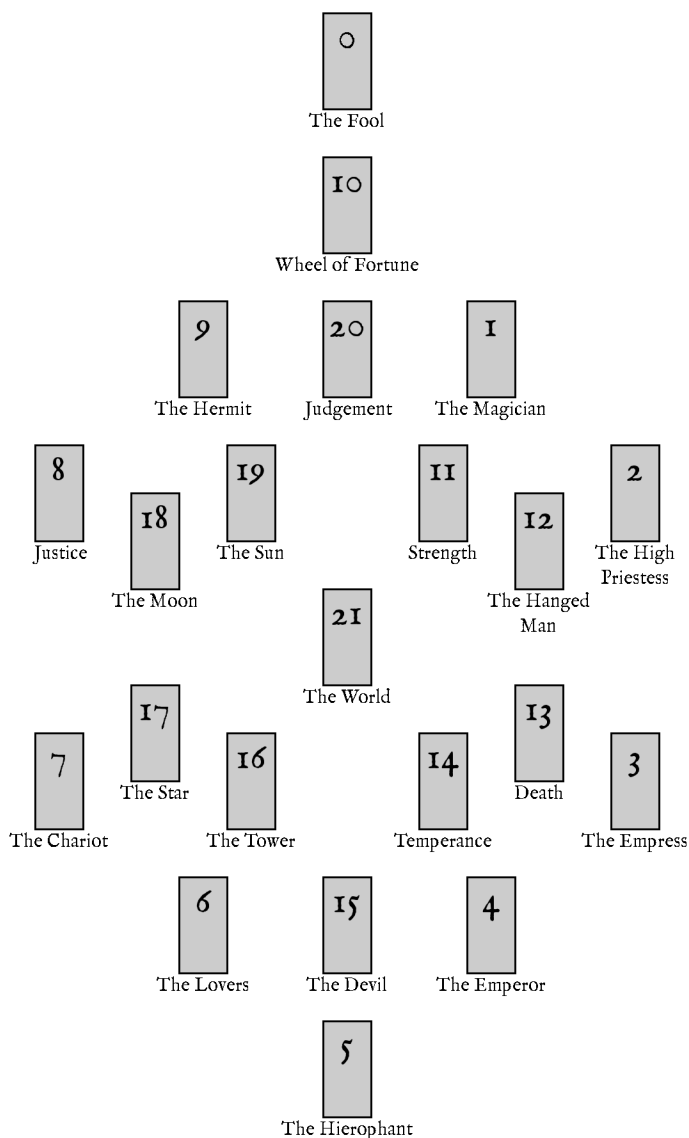 0
The Fool
10
Wheel of Fortune
9
The Hermit
20
Judgement
1
The Magician
8
Justice
18
The Moon
19
The Sun
11
Strength
12
The Hanged
Man
2
The High
Priestess
21
The World
7
The Chariot
17
The Star
16
The Tower
14
Temperance
13
Death
3
The Empress
6
The Lovers
15
The Devil
4
The Emperor
5
The Hierophant